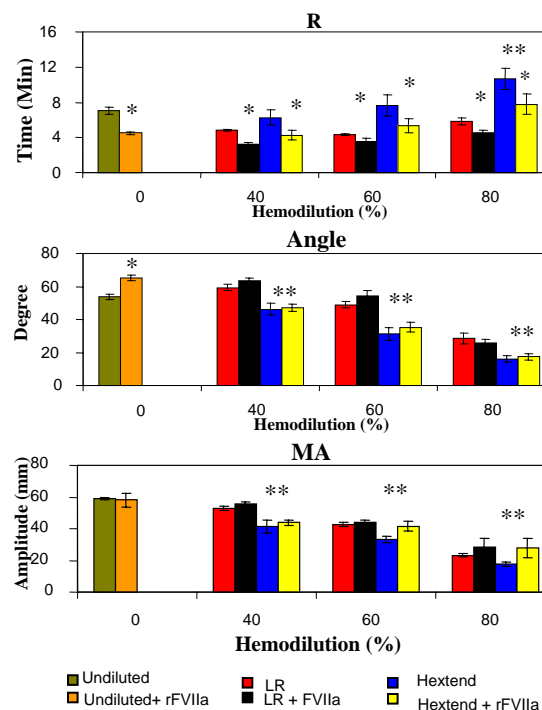 R
16
12
8
4
0
Time (Min)
*
*
*
*
*
*
**
*
0
40
60
80
Hemodilution (%)
Angle
80
60
40
20
0
Degree
*
**
**
**
0
40
60
80
Hemodilution (%)
MA
80
60
40
20
0
Amplitude (mm)
**
**
**
0
40
60
80
Hemodilution (%)
Undiluted
LR
Hextend
Undiluted+ rFVIIa
LR + FVIIa
Hextend + rFVIIa